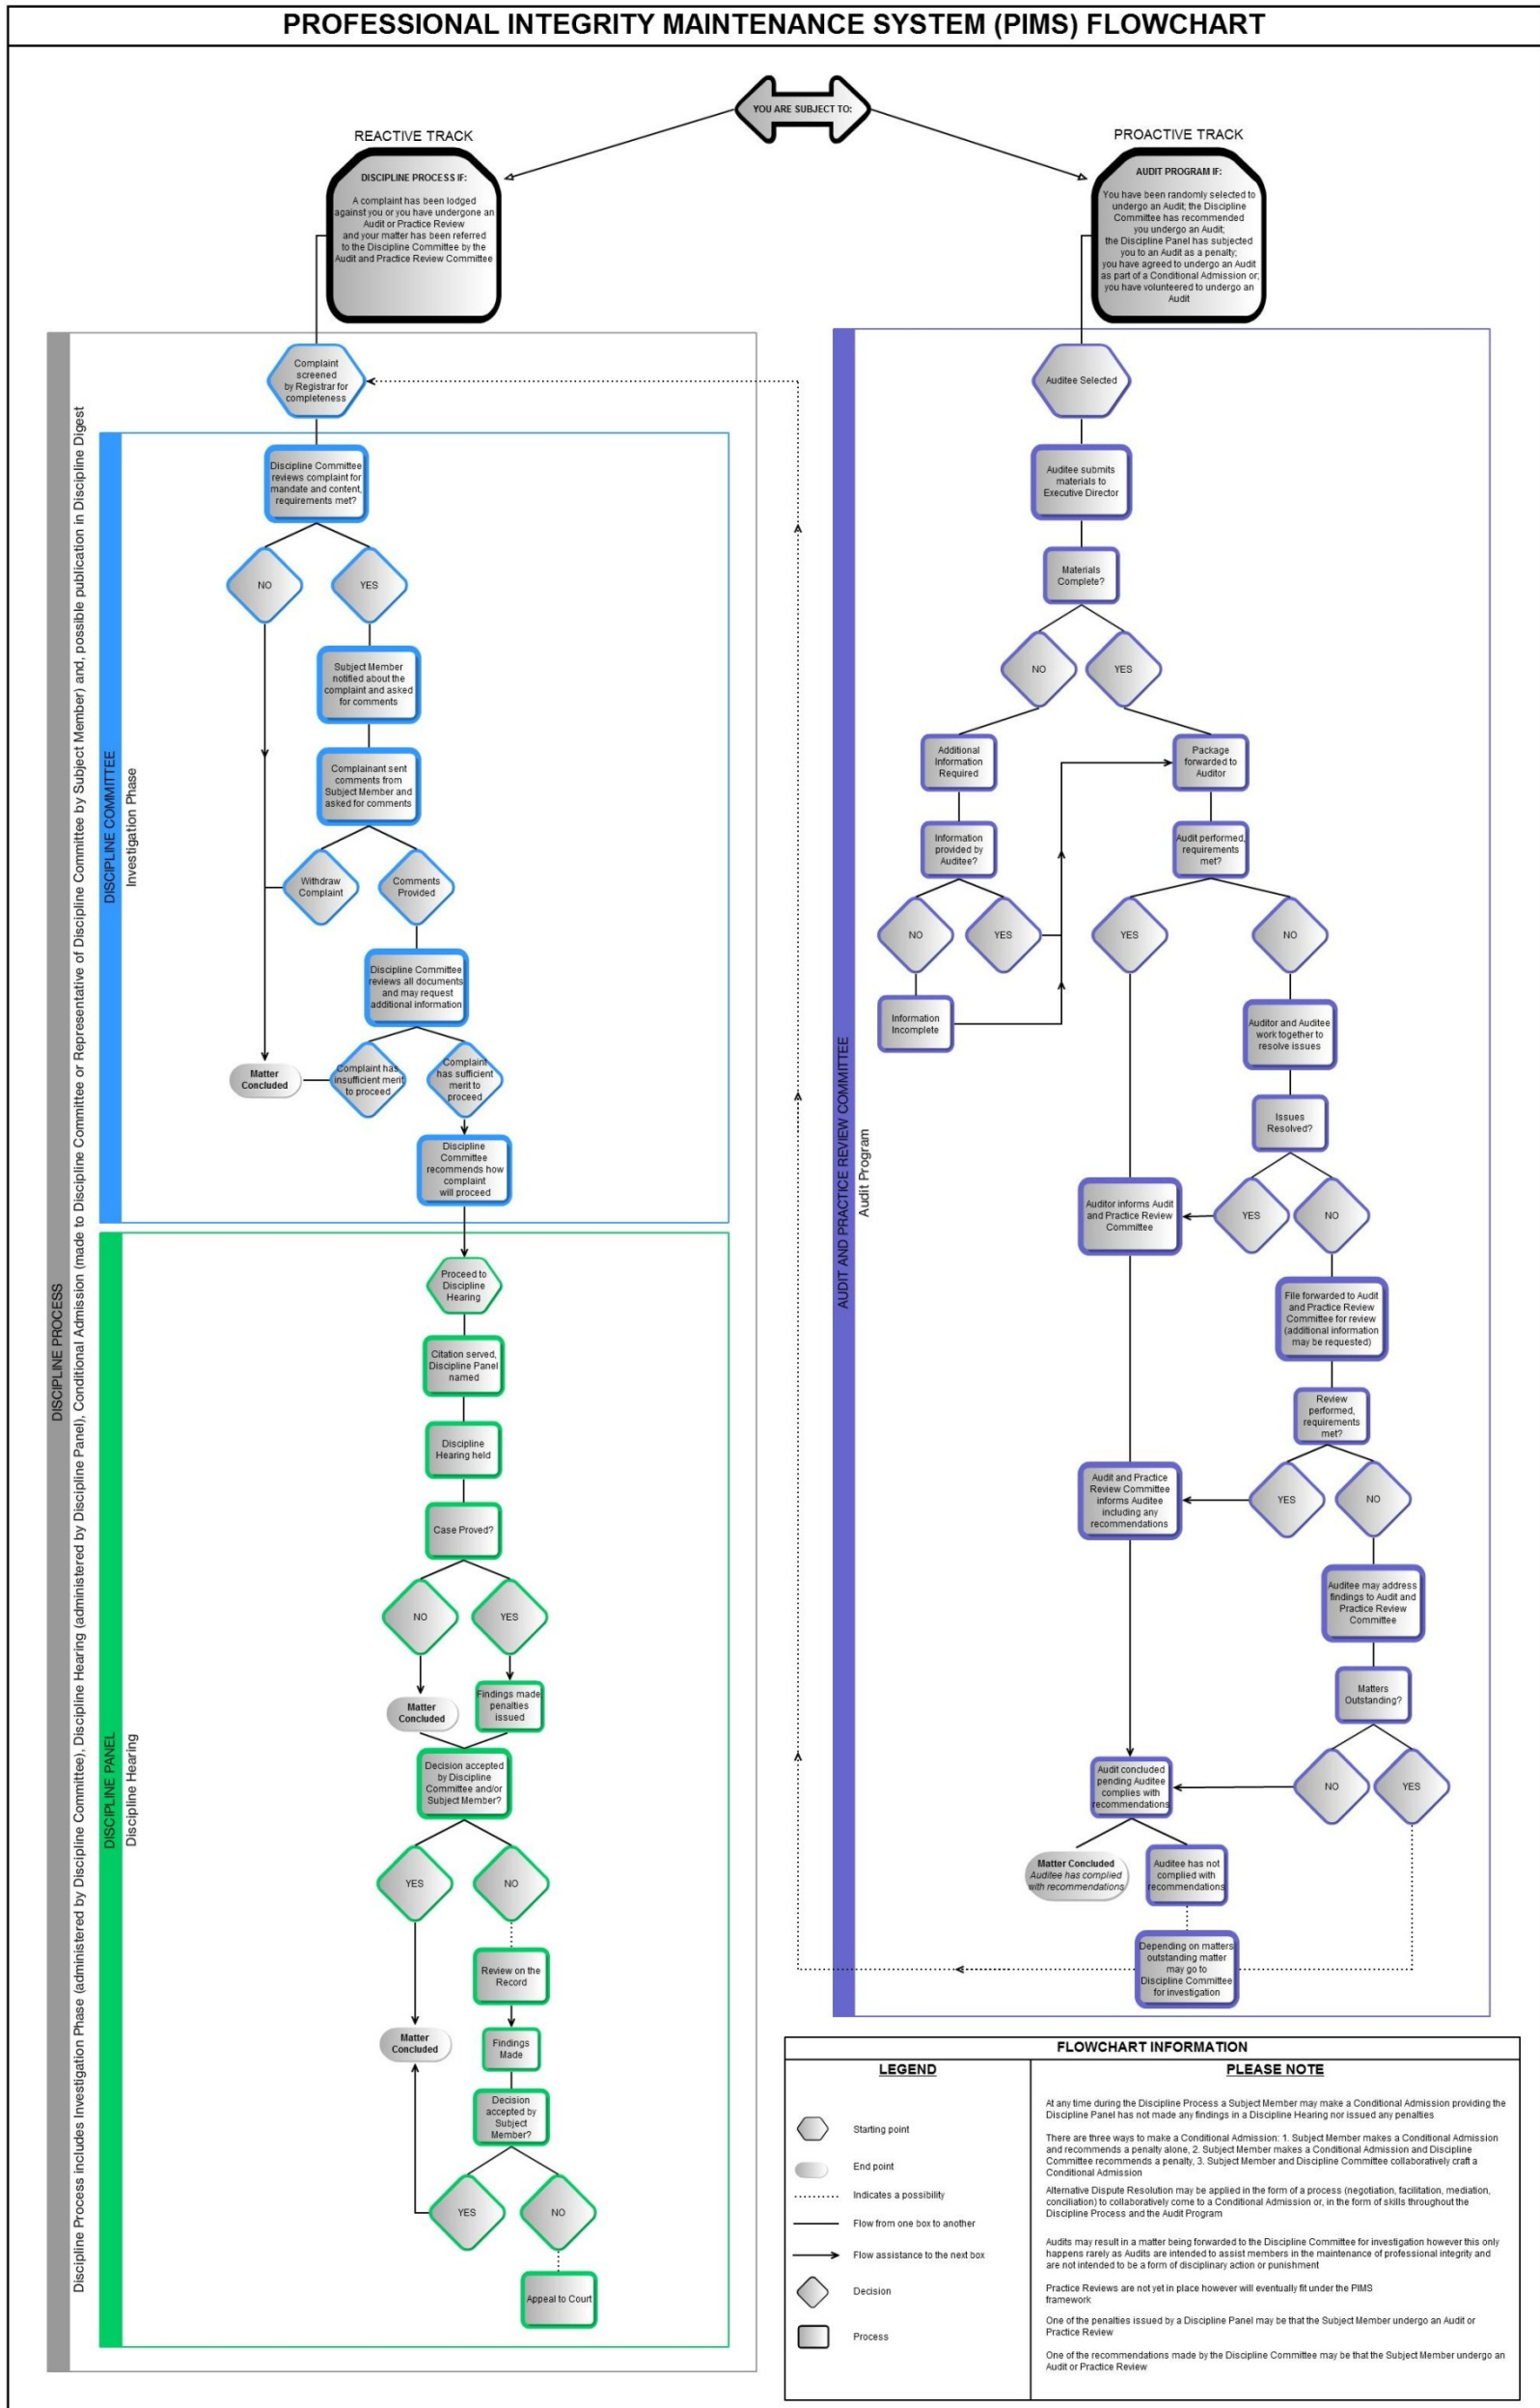 PROFESSIONAL INTEGRITY MAINTENANCE SYSTEM (PIMS) FLOWCHART
YOU ARE SUBJECT TO:
REACTIVE TRACK
DISCIPLINE PROCESS IF:
A complaint has been lodged
against you or you have undergone an
Audit or Practice Review
and your matter has been referred
to the Discipline Committee by the
Audit and Practice Review Committee
PROACTIVE TRACK
AUDIT PROGRAM IF:
You have been randomly selected to
undergo an Audit; the Discipline
Committee has recommended
you undergo an Audit;
the Discipline Panel has subjected
you to an Audit as a penalty;
you have agreed to undergo an Audit
as part of a Conditional Admission or;
you have volunteered to undergo an
Audit
DISCIPLINE PROCESS
Discipline Process includes Investigation Phase (administered by Discipline Committee), Discipline Hearing (administered by Discipline Panel), Conditional Admission (made to Discipline Committee or Representative of Discipline Committee by Subject Member) and, possible publication in Discipline Digest
Complaint
screened
by Registrar for
completeness
DISCIPLINE COMMITTEE
Investigation Phase
Discipline Committee
reviews complaint for
mandate and content,
requirements met?
NO
YES
Subject Member
notified about the
complaint and asked
for comments
Complainant sent
comments from
Subject Member and
asked for comments
Withdraw
Complaint
Comments
Provided
Discipline Committee
reviews all documents
and may request
additional information
Matter
Concluded
Complaint has
insufficient merit
to proceed
Complaint
has sufficient
merit to
proceed
Discipline
Committee
recommends how
complaint
will proceed
DISCIPLINE PANEL
Discipline Hearing
Proceed to
Discipline
Hearing
Citation served,
Discipline Panel
named
Discipline
Hearing held
Case Proved?
NO
YES
Matter
Concluded
Findings made
penalties
issued
Decision accepted
by Discipline
Committee and/or
Subject Member?
YES
NO
Review on the
Record
Matter
Concluded
Findings
Made
Decision
accepted by
Subject
Member?
YES
NO
Appeal to Court
AUDIT AND PRACTICE REVIEW COMMITTEE
Audit Program
Auditee Selected
Auditee submits
materials to
Executive Director
Materials
Complete?
NO
YES
Additional
Information
Required
Package
forwarded to
Auditor
Information
provided by
Auditee?
Audit performed,
requirements
met?
NO
YES
YES
NO
Information
Incomplete
Auditor and Auditee
work together to
resolve issues
Issues
Resolved?
Auditor informs Audit
and Practice Review
Committee
YES
NO
File forwarded to Audit
and Practice Review
Committee for review
(additional information
may be requested)
Review
performed,
requirements
met?
Audit and Practice
Review Committee
informs Auditee
including any
recommendations
YES
NO
Auditee may address
findings to Audit and
Practice Review
Committee
Matters
Outstanding?
Audit concluded
pending Auditee
complies with
recommendations
NO
YES
Matter Concluded
Auditee has complied
with recommendations
Auditee has not
complied with
recommendations
Depending on matters
outstanding matter
may go to
Discipline Committee
for investigation
FLOWCHART INFORMATION
LEGEND
Starting point
End point
Indicates a possibility
Flow from one box to another
Flow assistance to the next box
Decision
Process
PLEASE NOTE
At any time during the Discipline Process a Subject Member may make a Conditional Admission providing the
Discipline Panel has not made any findings in a Discipline Hearing nor issued any penalties
There are three ways to make a Conditional Admission: 1. Subject Member makes a Conditional Admission
and recommends a penalty alone, 2. Subject Member makes a Conditional Admission and Discipline
Committee recommends a penalty, 3. Subject Member and Discipline Committee collaboratively craft a
Conditional Admission
Alternative Dispute Resolution may be applied in the form of a process (negotiation, facilitation, mediation,
conciliation) to collaboratively come to a Conditional Admission or, in the form of skills throughout the
Discipline Process and the Audit Program
Audits may result in a matter being forwarded to the Discipline Committee for investigation however this only
happens rarely as Audits are intended to assist members in the maintenance of professional integrity and
are not intended to be a form of disciplinary action or punishment
Practice Reviews are not yet in place however will eventually fit under the PIMS
framework
One of the penalties issued by a Discipline Panel may be that the Subject Member undergo an Audit or
Practice Review
One of the recommendations made by the Discipline Committee may be that the Subject Member undergo an
Audit or Practice Review